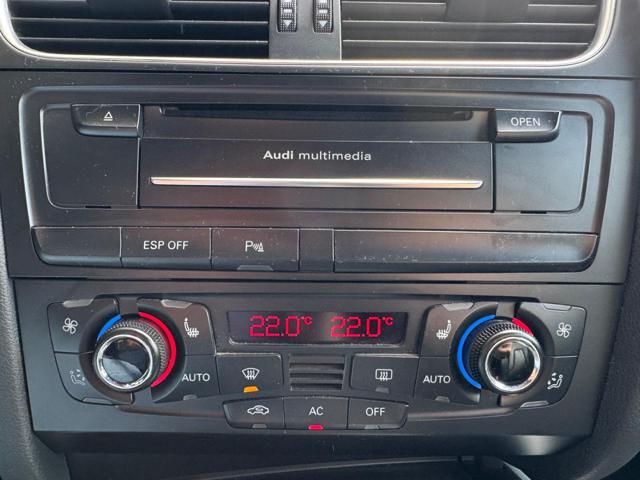 OPEN
Audi multimedia
ESP OFF
P
22.0°C 22.0°C
AUTO
AUTO
AC
OFF